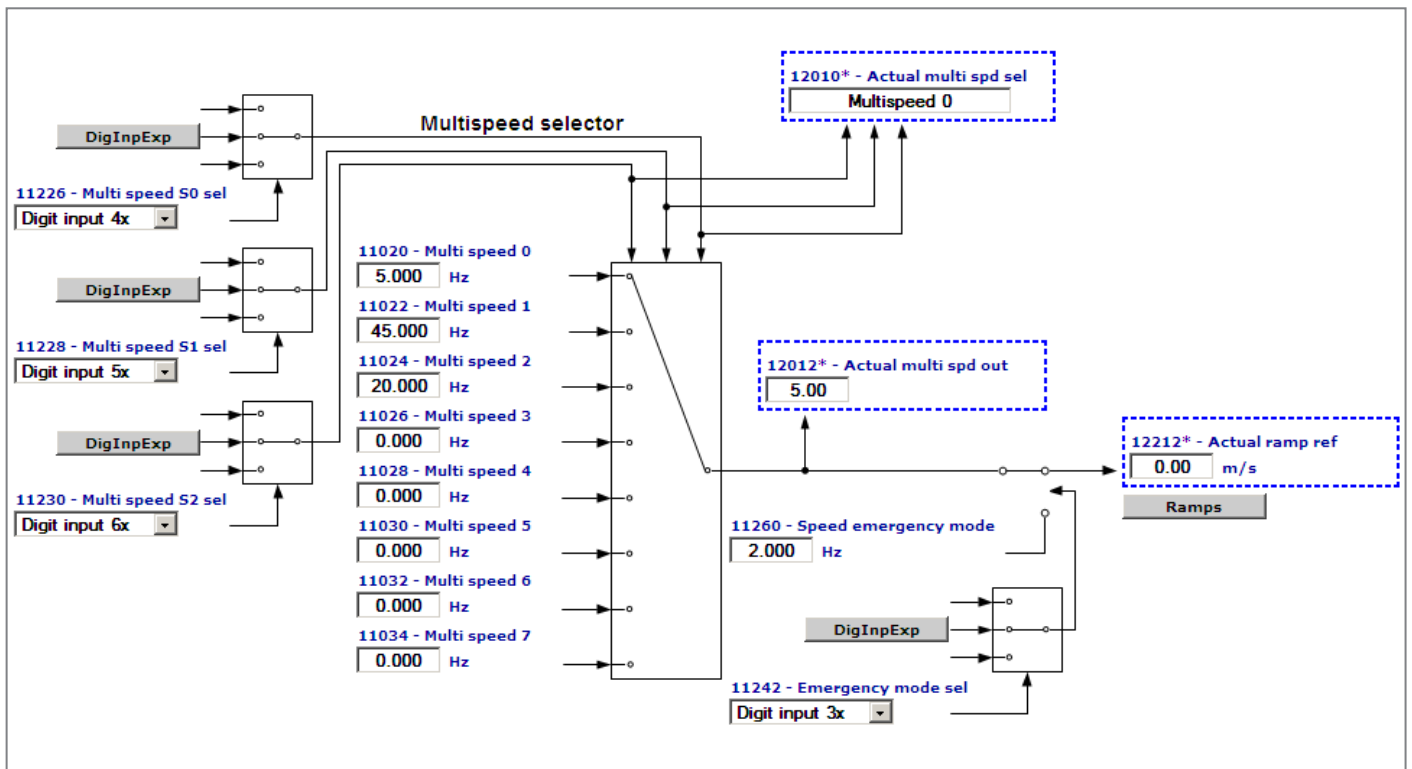 12010* - Actual multi spd sel
Multispeed 0
Multispeed selector
DigInpExp
11226 - Multi speed S0 sel
Digit input 4x
DigInpExp
11228 - Multi speed S1 sel
Digit input 5x
DigInpExp
11230 - Multi speed S2 sel
Digit input 6x
11020 - Multi speed 0
5.000 Hz
11022 - Multi speed 1
45.000 Hz
11024 - Multi speed 2
20.000 Hz
11026 - Multi speed 3
0.000 Hz
11028 - Multi speed 4
0.000 Hz
11030 - Multi speed 5
0.000 Hz
11032 - Multi speed 6
0.000 Hz
11034 - Multi speed 7
0.000 Hz
12012* - Actual multi spd out
5.00
12212* - Actual ramp ref
0.00 m/s
Ramps
11260 - Speed emergency mode
2.000 Hz
DigInpExp
11242 - Emergency mode sel
Digit input 3x